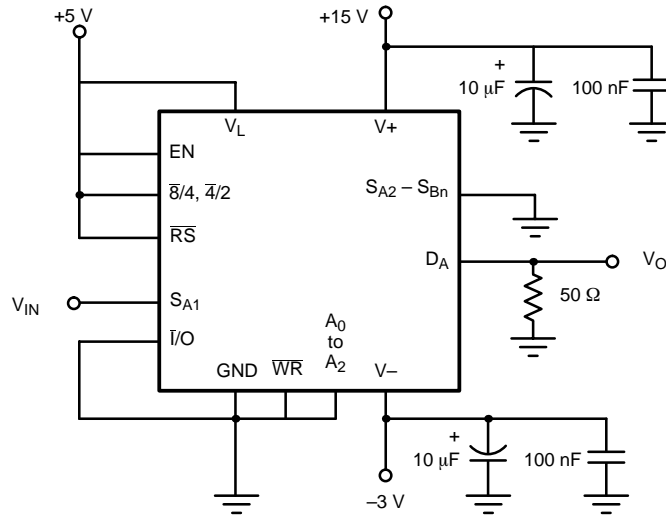 +5 V
+15 V
+
10 µF
100 nF
V_L
V+
EN
8̅/4, 4̅/2
R̅S̅
S_A2 – S_Bn
D_A
V_O
50 Ω
V_IN
S_A1
I̅/O
A_0
to
A_2
GND
W̅R̅
V–
+
10 µF
100 nF
–3 V